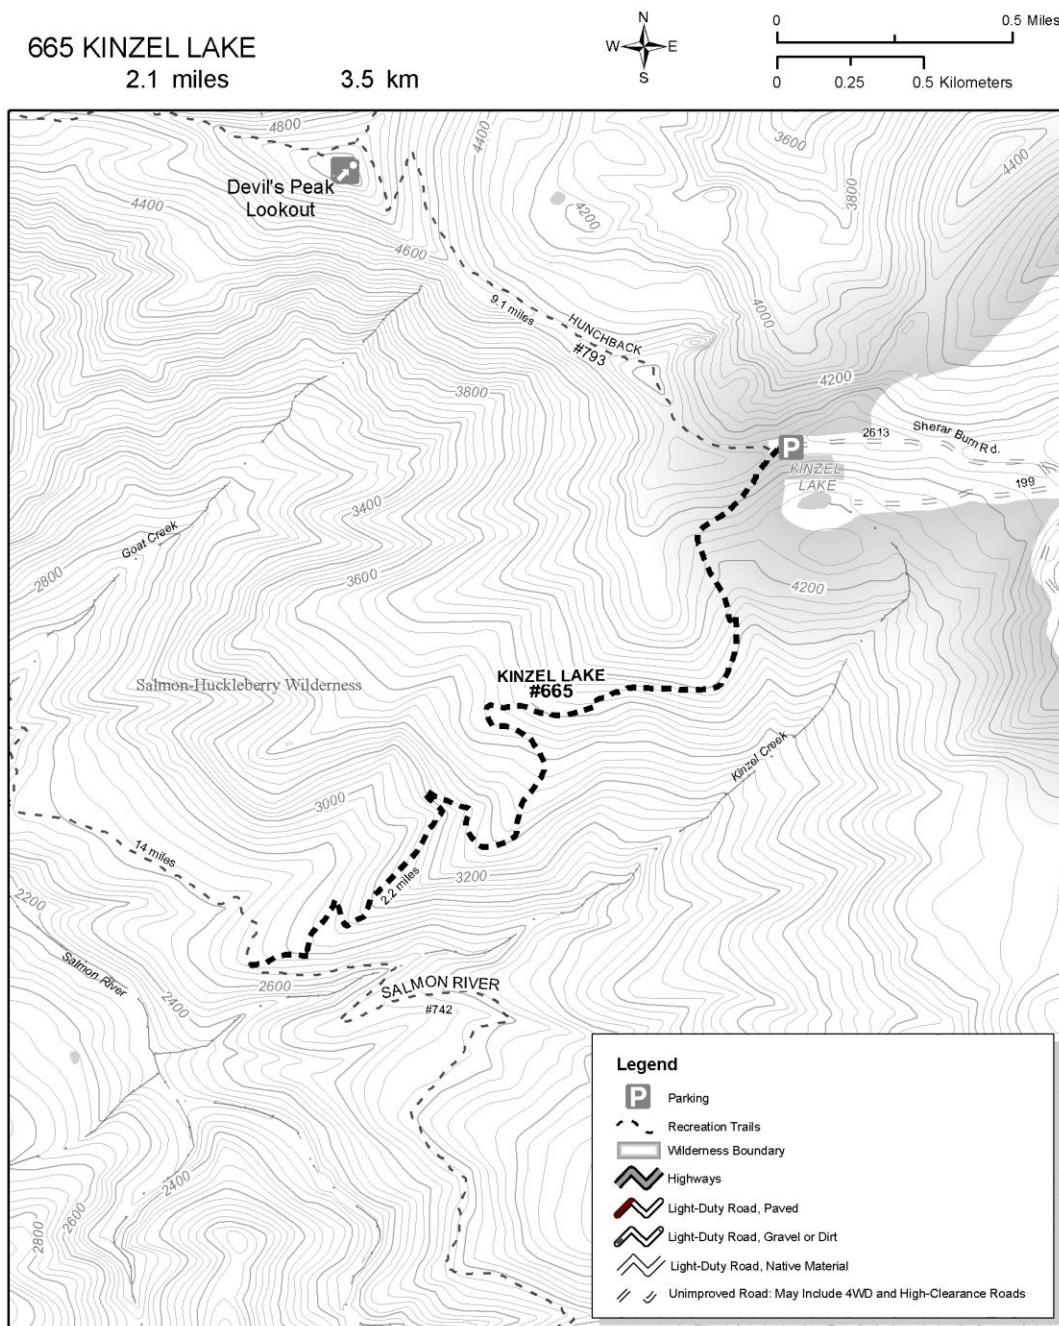 665 KINZEL LAKE
2.1 miles 3.5 km
N
W E
S
0 0.5 Miles
0 0.25 0.5 Kilometers
4800
4400
3600
4400
Devil's Peak
Lookout
3800
4400
4200
4600
4000
9.1 miles
HUNCHBACK
#793
3800
4200
2613
Sherar Burn Rd.
P
KINZEL
LAKE
199
3400
Goat Creek
2800
3600
4200
KINZEL LAKE
#665
Salmon-Huckleberry Wilderness
Kinzel Creek
3000
14 miles
2.2 miles
3200
2200
Salmon River
2600
SALMON RIVER
#742
2400
2400
2600
2800
Legend
P Parking
Recreation Trails
Wilderness Boundary
Highways
Light-Duty Road, Paved
Light-Duty Road, Gravel or Dirt
Light-Duty Road, Native Material
Unimproved Road: May Include 4WD and High-Clearance Roads